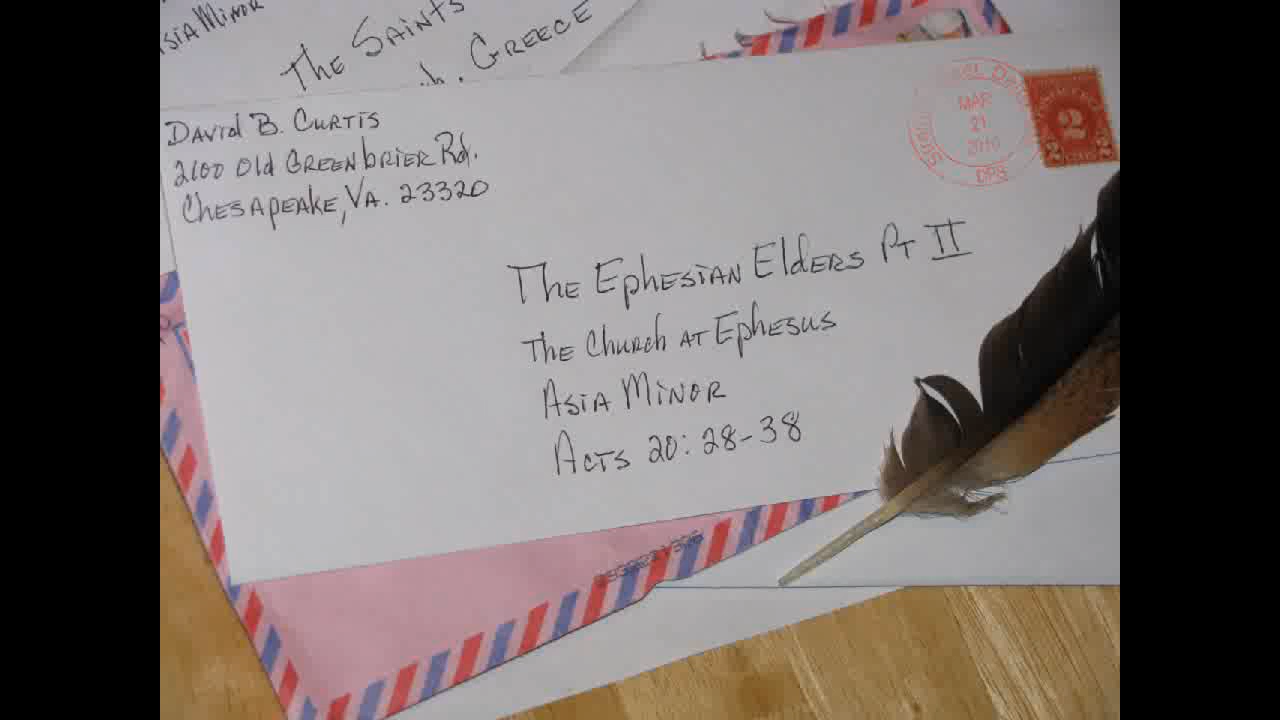 Asia Minor
The Saints
Greece
David B. Curtis
2100 Old Greenbrier Rd.
Chesapeake, Va. 23320
MAR
21
2010
DPS
2
The Ephesian Elders Pt II
The Church at Ephesus
Asia Minor
Acts 20:28-38